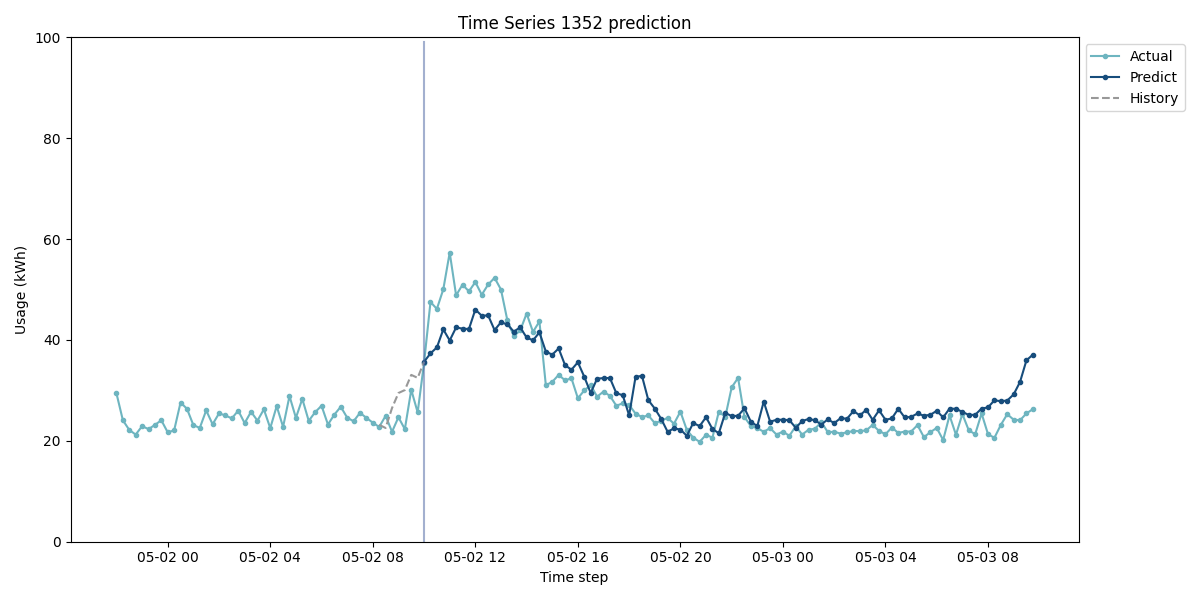 Time Series 1352 prediction
100
80
60
40
20
0
Usage (kWh)
05-02 00
05-02 04
05-02 08
05-02 12
05-02 16
05-02 20
05-03 00
05-03 04
05-03 08
Time step
Actual
Predict
History